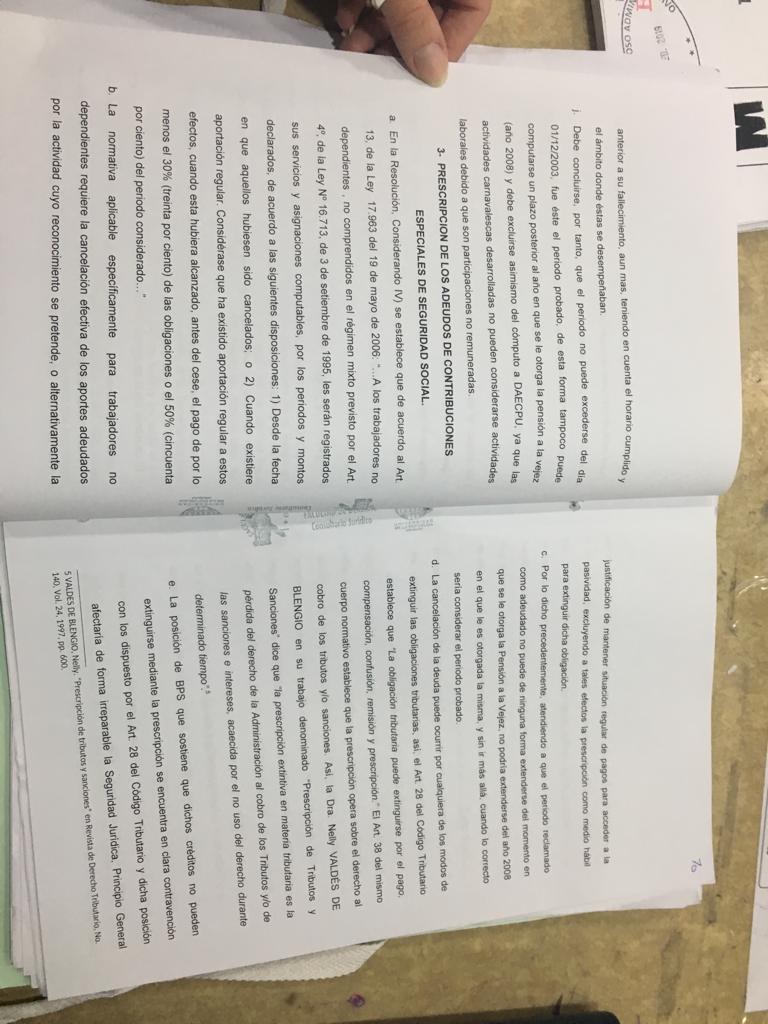 anterior a su fallecimiento, aun mas, teniendo en cuenta el horario cumplido y
el ámbito donde éstas se desempeñaban.
j. Debe concluirse, por tanto, que el periodo no puede excederse del día
01/12/2003, fue éste el periodo probado, de esta forma tampoco puede
computarse un plazo posterior al año en que se le otorga la pensión a la vejez
(año 2008) y debe excluirse asimismo del cómputo a DAECPU, ya que las
actividades carnavalescas desarrolladas no pueden considerarse actividades
laborales debido a que son participaciones no remuneradas.
3- PRESCRIPCION DE LOS ADEUDOS DE CONTRIBUCIONES
ESPECIALES DE SEGURIDAD SOCIAL.
a. En la Resolución, Considerando IV) se establece que de acuerdo al Art.
13, de la Ley 17.963 del 19 de mayo de 2006: “...A los trabajadores no
dependientes , no comprendidos en el régimen mixto previsto por el Art.
4º, de la Ley Nº 16.713, de 3 de setiembre de 1995, les serán registrados
sus servicios y asignaciones computables, por los periodos y montos
declarados, de acuerdo a las siguientes disposiciones: 1) Desde la fecha
en que aquellos hubiesen sido cancelados; o 2) Cuando existiere
aportación regular. Considérase que ha existido aportación regular a estos
efectos, cuando esta hubiera alcanzado, antes del cese, el pago de por lo
menos el 30% (treinta por ciento) de las obligaciones o el 50% (cincuenta
por ciento) del periodo considerado...”
b. La normativa aplicable específicamente para trabajadores no
dependientes requiere la cancelación efectiva de los aportes adeudados
por la actividad cuyo reconocimiento se pretende, o alternativamente la
70
justificación de mantener situación regular de pagos para acceder a la
pasividad, excluyendo a tales efectos la prescripción como medio hábil
para extinguir dicha obligación.
c. Por lo dicho precedentemente, atendiendo a que el periodo reclamado
como adeudado no puede de ninguna forma extenderse del momento en
que se le otorga la Pensión a la Vejez, no podría extenderse del año 2008
en el que le es otorgada la misma, y sin ir más allá, cuando lo correcto
sería considerar el periodo probado.
d. La cancelación de la deuda puede ocurrir por cualquiera de los modos de
extinguir las obligaciones tributarias, así, el Art. 28 del Código Tributario
establece que “La obligación tributaria puede extinguirse por el pago,
compensación, confusión, remisión y prescripción.” El Art. 38 del mismo
cuerpo normativo establece que la prescripción opera sobre el derecho al
cobro de los tributos y/o sanciones. Así, la Dra. Nelly VALDÉS DE
BLENGIO en su trabajo denominado “Prescripción de Tributos y
Sanciones” dice que “la prescripción extintiva en materia tributaria es la
pérdida del derecho de la Administración al cobro de los Tributos y/o de
las sanciones e intereses, acaecida por el no uso del derecho durante
determinado tiempo”.5
e. La posición de BPS que sostiene que dichos créditos no pueden
extinguirse mediante la prescripción se encuentra en clara contravención
con los dispuesto por el Art. 28 del Código Tributario y dicha posición
afectaría de forma irreparable la Seguridad Jurídica, Principio General
5 VALDES DE BLENGIO, Nelly. “Prescripción de tributos y sanciones” en Revista de Derecho Tributario, No.
140, Vol. 24, 1997, pp. 600.